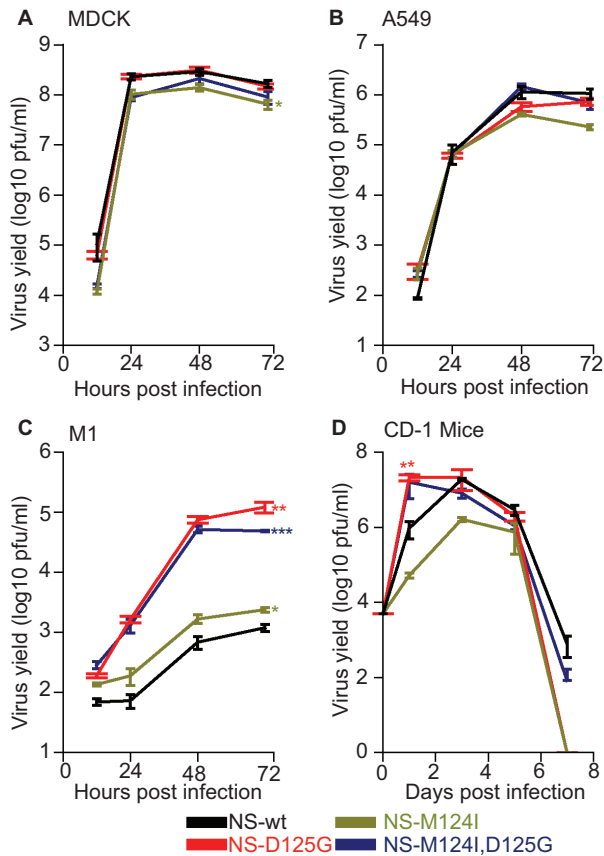 A MDCK
Virus yield (log10 pfu/ml)
9
8
7
6
5
4
3
0 24 48 72
Hours post infection
*
B A549
Virus yield (log10 pfu/ml)
7
6
5
4
3
2
1
0 24 48 72
Hours post infection
C M1
Virus yield (log10 pfu/ml)
6
5
4
3
2
1
0 24 48 72
Hours post infection
**
***
*
D CD-1 Mice
Virus yield (log10 pfu/ml)
8
6
4
2
0
0 2 4 6 8
Days post infection
**
NS-wt NS-M124I
NS-D125G NS-M124I,D125G